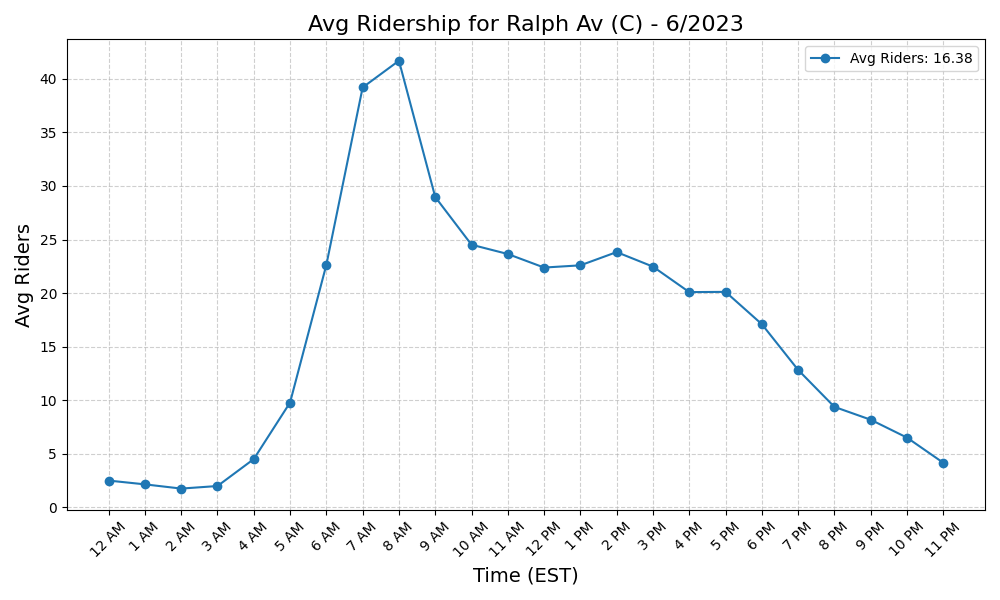 Avg Ridership for Ralph Av (C) - 6/2023
Avg Riders: 16.38
Avg Riders
40
35
30
25
20
15
10
5
0
12 AM
1 AM
2 AM
3 AM
4 AM
5 AM
6 AM
7 AM
8 AM
9 AM
10 AM
11 AM
12 PM
1 PM
2 PM
3 PM
4 PM
5 PM
6 PM
7 PM
8 PM
9 PM
10 PM
11 PM
Time (EST)